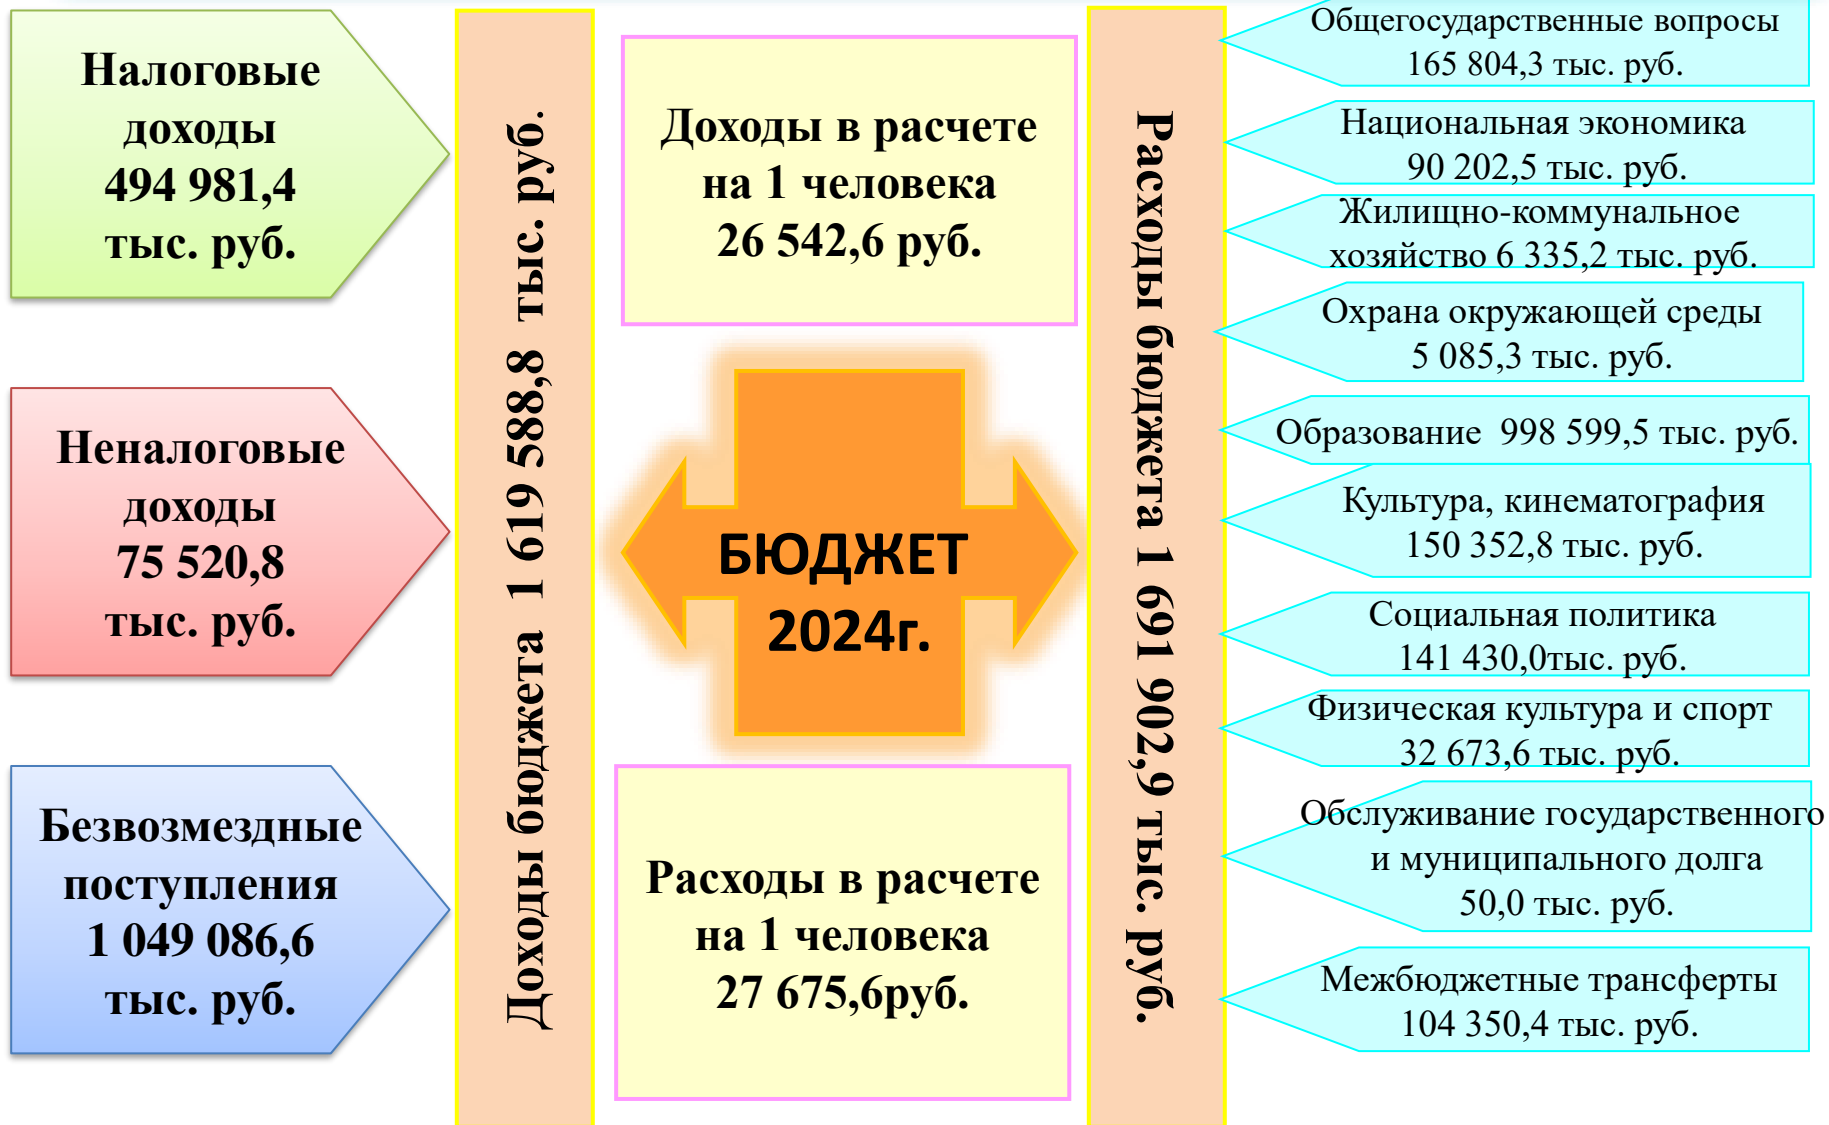 Налоговые
доходы
494 981,4
тыс. руб.
Неналоговые
доходы
75 520,8
тыс. руб.
Безвозмездные
поступления
1 049 086,6
тыс. руб.
Доходы бюджета 1 619 588,8 тыс. руб.
Доходы в расчете
на 1 человека
26 542,6 руб.
БЮДЖЕТ
2024г.
Расходы в расчете
на 1 человека
27 675,6руб.
Расходы бюджета 1 691 902,9 тыс. руб.
Общегосударственные вопросы
165 804,3 тыс. руб.
Национальная экономика
90 202,5 тыс. руб.
Жилищно-коммунальное
хозяйство 6 335,2 тыс. руб.
Охрана окружающей среды
5 085,3 тыс. руб.
Образование 998 599,5 тыс. руб.
Культура, кинематография
150 352,8 тыс. руб.
Социальная политика
141 430,0тыс. руб.
Физическая культура и спорт
32 673,6 тыс. руб.
Обслуживание государственного
и муниципального долга
50,0 тыс. руб.
Межбюджетные трансферты
104 350,4 тыс. руб.